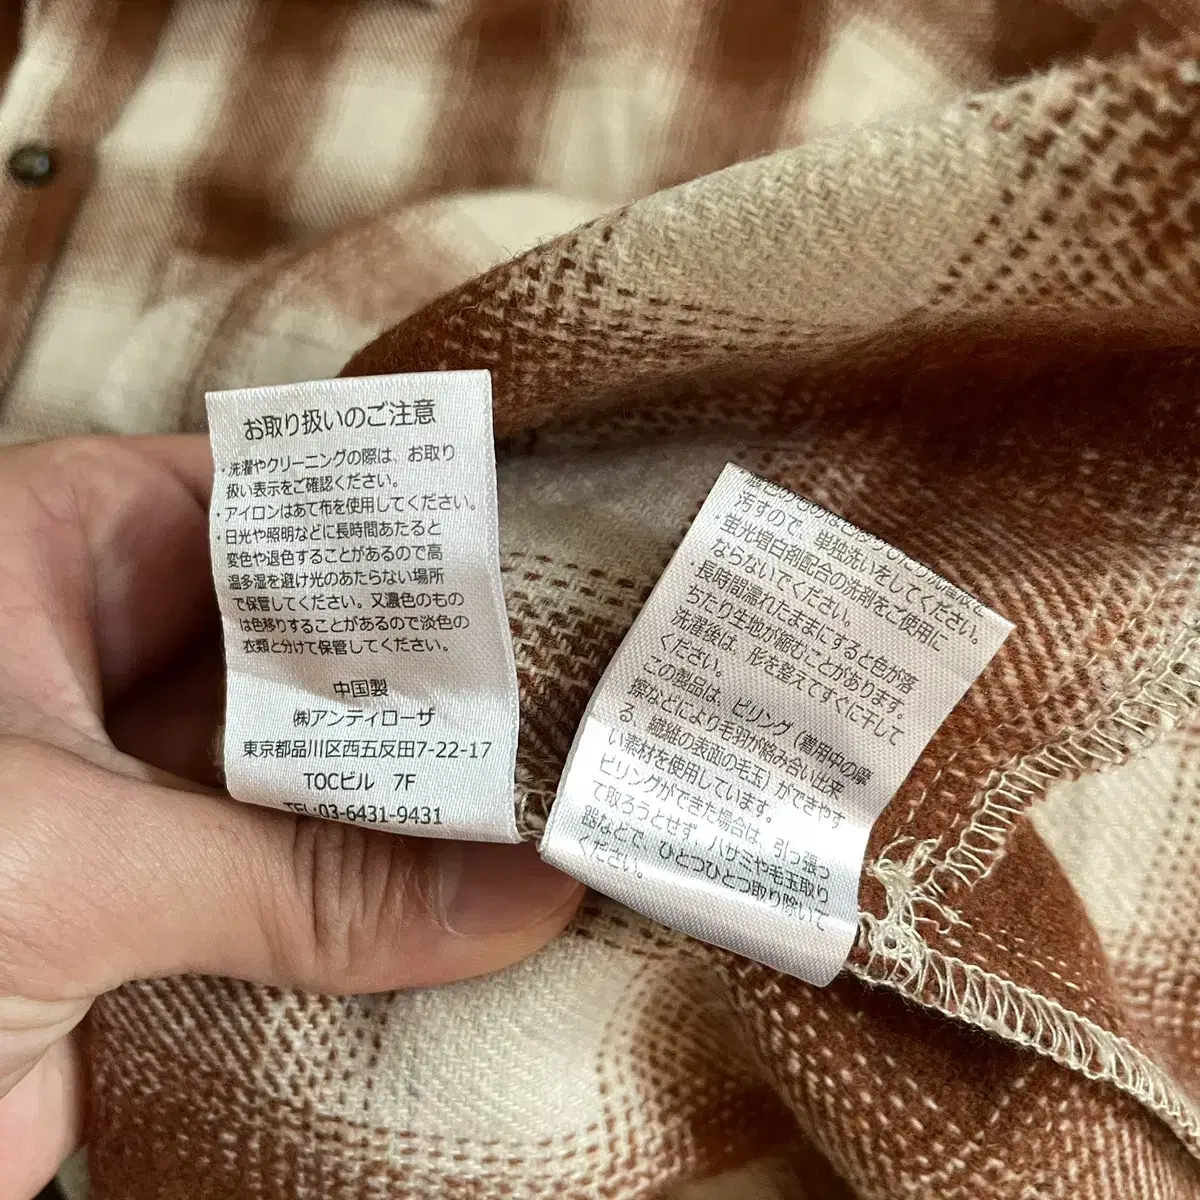 お取り扱いのご注意
・洗濯やクリーニングの際は、お取り
扱い表示をご確認ください。
・アイロンはあて布を使用してください。
・日光や照明などに長時間あたると
変色や退色することがあるので高
温多湿を避け光のあたらない場所
で保管してください。又濃色のもの
は色移りすることがあるので淡色の
衣類と分けて保管してください。
中国製
㈱アンティローザ
東京都品川区西五反田7-22-17
TOCビル 7F
TEL:03-6431-9431
汚すので、単独洗いをしてください。
・蛍光増白剤配合の洗剤をご使用に
ならないでください。
・長時間濡れたままにすると色が落
ちたり生地が縮むことがあります。
洗濯後は、形を整えてすぐに干して
ください。
この製品は、ピリング（着用中の摩
擦などにより毛羽が絡み合い出来
る、繊維の表面の毛玉）ができやす
い素材を使用しています。
ピリングができた場合は、引っ張っ
て取ろうとせず、ハサミや毛玉取り
器などで、ひとつひとつ取り除いて
ください。